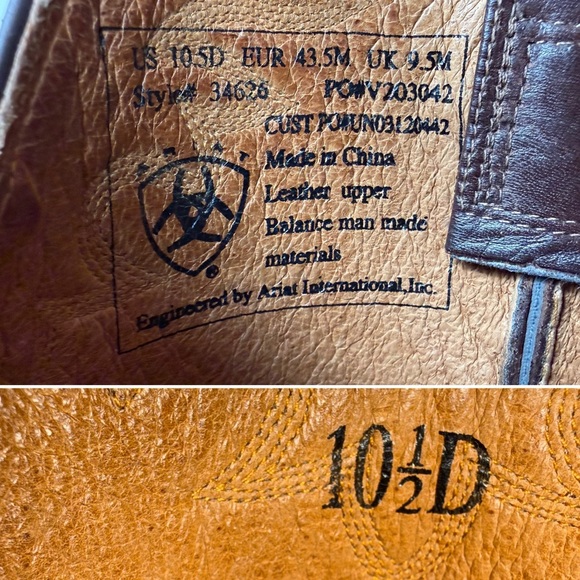 US 10.5D EUR 43.5M UK 9.5M
Style# 34626 PO#V203042
CUST PO#UN03120442
ARIAT
Made in China
Leather upper
Balance man made
materials
®
Engineered by Ariat International,Inc.
10½D